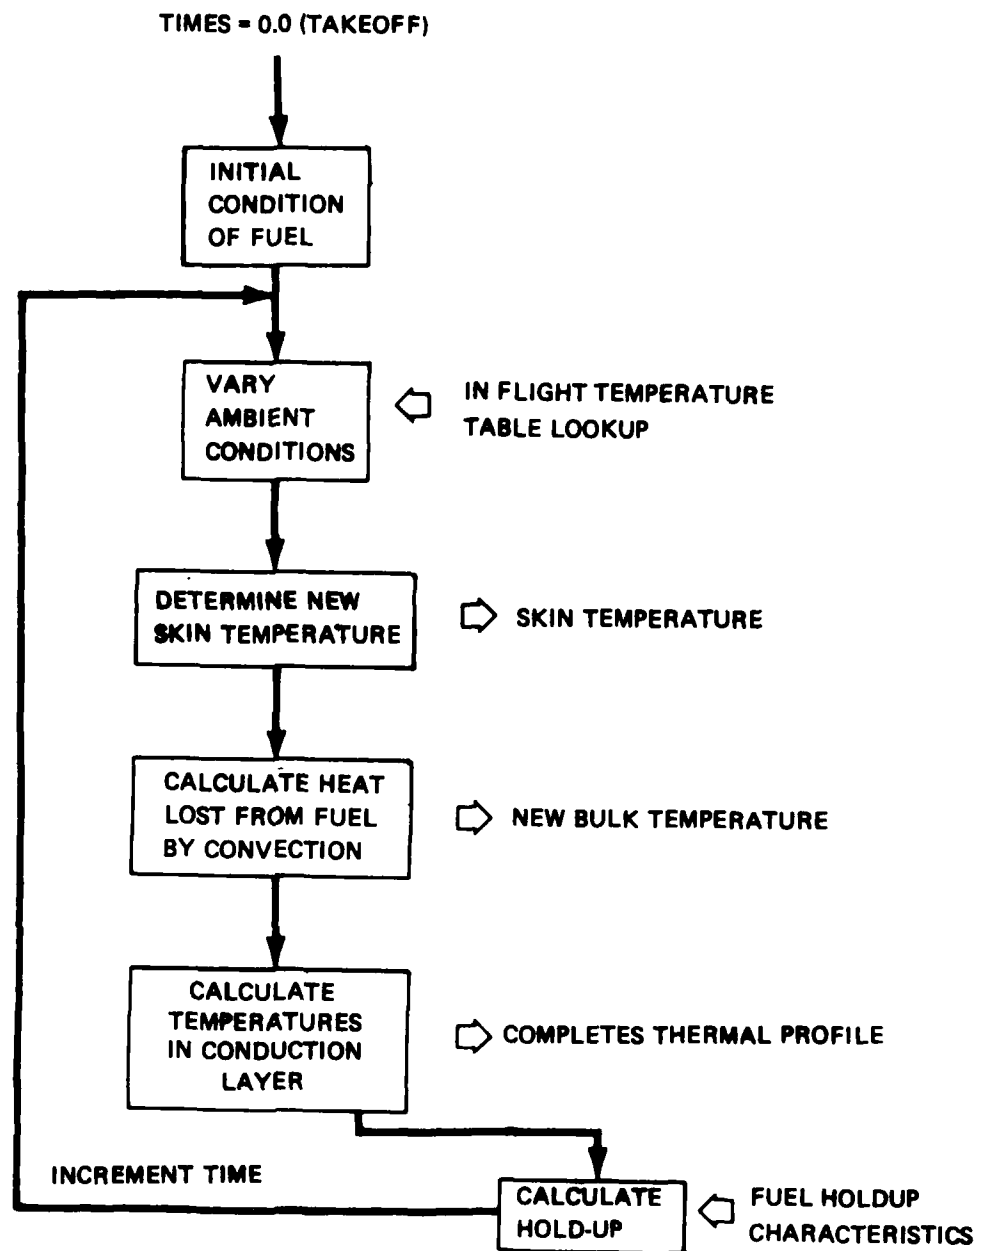 TIMES = 0.0 (TAKEOFF)
INITIAL
CONDITION
OF FUEL
VARY
AMBIENT
CONDITIONS
IN FLIGHT TEMPERATURE
TABLE LOOKUP
DETERMINE NEW
SKIN TEMPERATURE
SKIN TEMPERATURE
CALCULATE HEAT
LOST FROM FUEL
BY CONVECTION
NEW BULK TEMPERATURE
CALCULATE
TEMPERATURES
IN CONDUCTION
LAYER
COMPLETES THERMAL PROFILE
INCREMENT TIME
CALCULATE
HOLD-UP
FUEL HOLDUP
CHARACTERISTICS